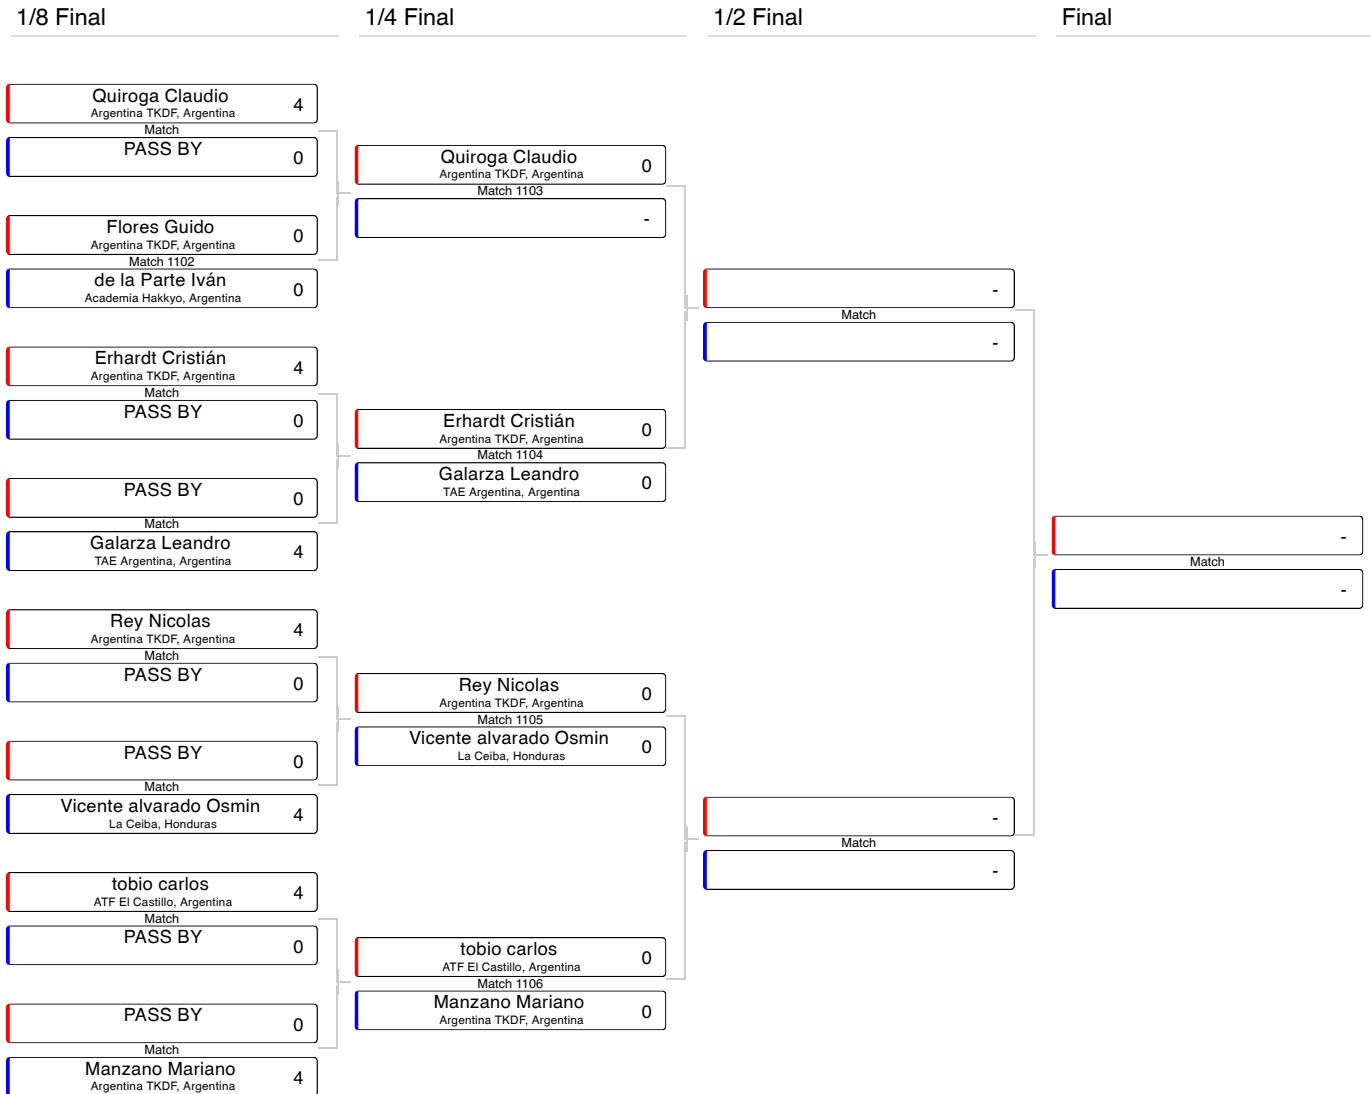 1/8 Final
1/4 Final
1/2 Final
Final
Quiroga Claudio
Argentina TKDF, Argentina
4
Match
PASS BY
0
Flores Guido
Argentina TKDF, Argentina
0
Match 1102
de la Parte Iván
Academia Hakkyo, Argentina
0
Erhardt Cristián
Argentina TKDF, Argentina
4
Match
PASS BY
0
PASS BY
0
Match
Galarza Leandro
TAE Argentina, Argentina
4
Rey Nicolas
Argentina TKDF, Argentina
4
Match
PASS BY
0
PASS BY
0
Match
Vicente alvarado Osmin
La Ceiba, Honduras
4
tobio carlos
ATF El Castillo, Argentina
4
Match
PASS BY
0
PASS BY
0
Match
Manzano Mariano
Argentina TKDF, Argentina
4
Quiroga Claudio
Argentina TKDF, Argentina
0
Match 1103
-
Erhardt Cristián
Argentina TKDF, Argentina
0
Match 1104
Galarza Leandro
TAE Argentina, Argentina
0
Rey Nicolas
Argentina TKDF, Argentina
0
Match 1105
Vicente alvarado Osmin
La Ceiba, Honduras
0
tobio carlos
ATF El Castillo, Argentina
0
Match 1106
Manzano Mariano
Argentina TKDF, Argentina
0
-
Match
-
-
Match
-
-
Match
-